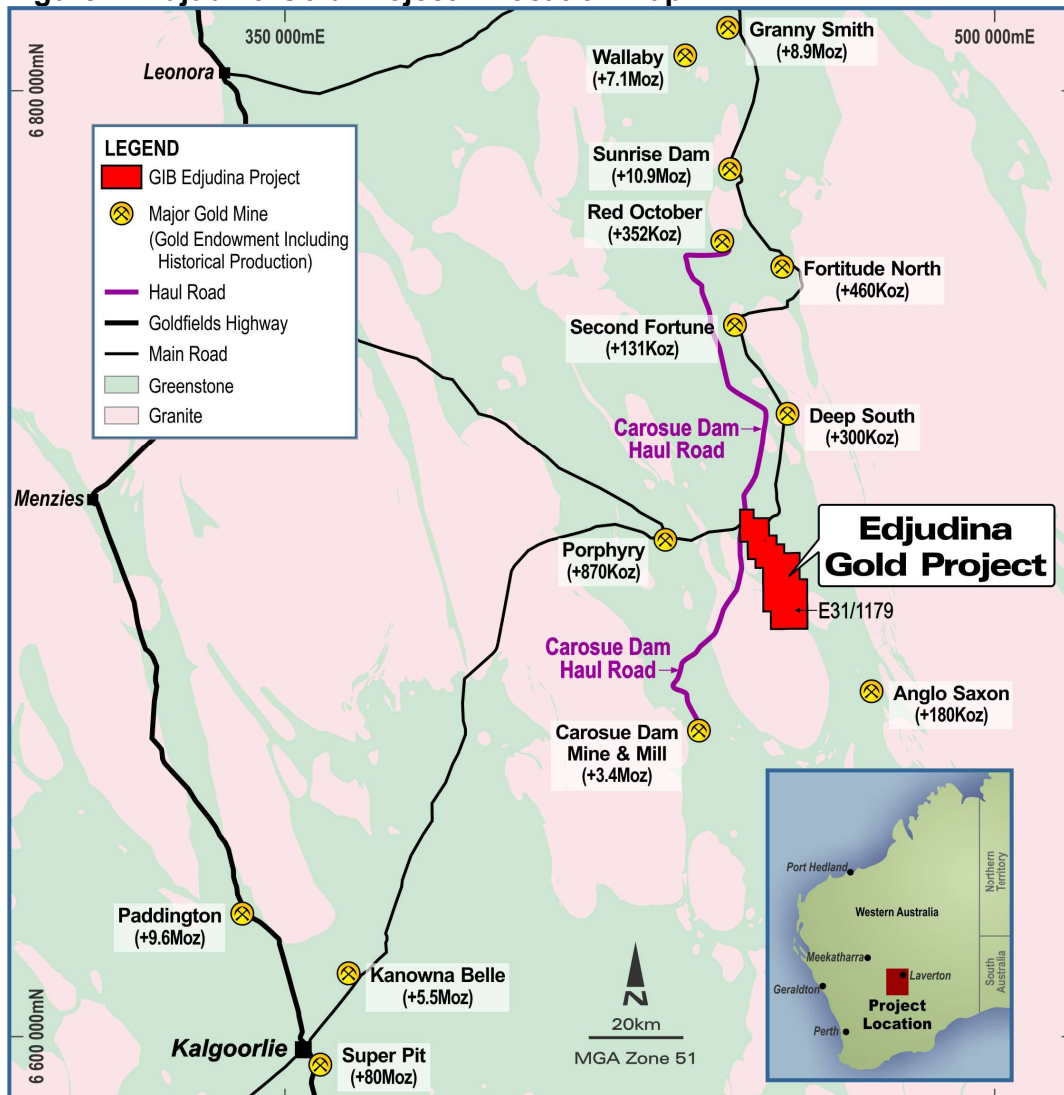 350 000mE
500 000mE
6 800 000mN
6 600 000mN
Leonora
Granny Smith
(+8.9Moz)
Wallaby
(+7.1Moz)
LEGEND
GIB Edjudina Project
Major Gold Mine
(Gold Endowment Including
Historical Production)
Haul Road
Goldfields Highway
Main Road
Greenstone
Granite
Sunrise Dam
(+10.9Moz)
Red October
(+352Koz)
Fortitude North
(+460Koz)
Second Fortune
(+131Koz)
Carosue Dam
Haul Road
Deep South
(+300Koz)
Menzies
Porphyry
(+870Koz)
Edjudina
Gold Project
E31/1179
Carosue Dam
Haul Road
Anglo Saxon
(+180Koz)
Carosue Dam
Mine & Mill
(+3.4Moz)
Paddington
(+9.6Moz)
Kanowna Belle
(+5.5Moz)
Kalgoorlie
Super Pit
(+80Moz)
N
20km
MGA Zone 51
Port Hedland
Northern
Territory
Western Australia
Meekatharra
Laverton
South
Australia
Geraldton
Project
Location
Perth